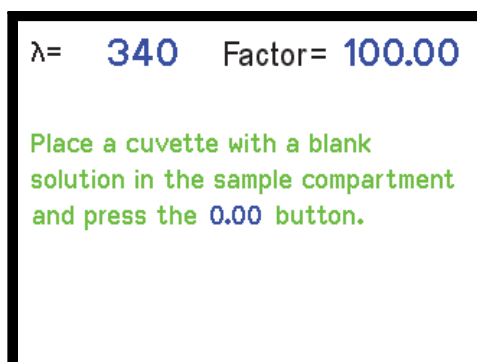 λ= 340 Factor= 100.00
Place a cuvette with a blank
solution in the sample compartment
and press the 0.00 button.